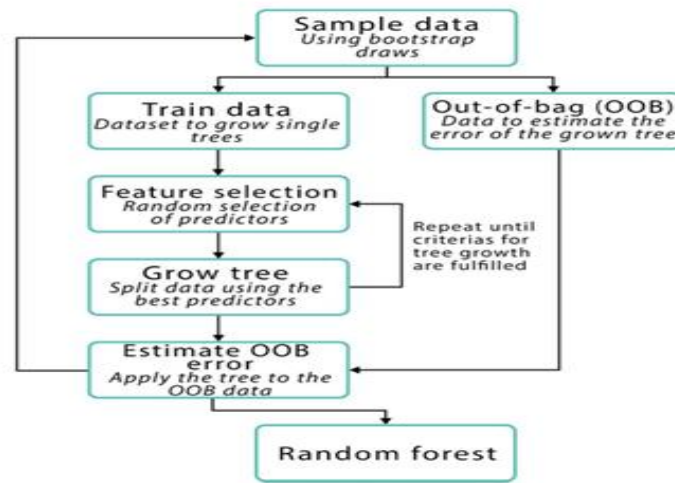 Sample data
Using bootstrap
draws
Train data
Dataset to grow single
trees
Out-of-bag (OOB)
Data to estimate the
error of the grown tree
Feature selection
Random selection
of predictors
Repeat until
criterias for
tree growth
are fulfilled
Grow tree
Split data using the
best predictors
Estimate OOB
error
Apply the tree to the
OOB data
Random forest